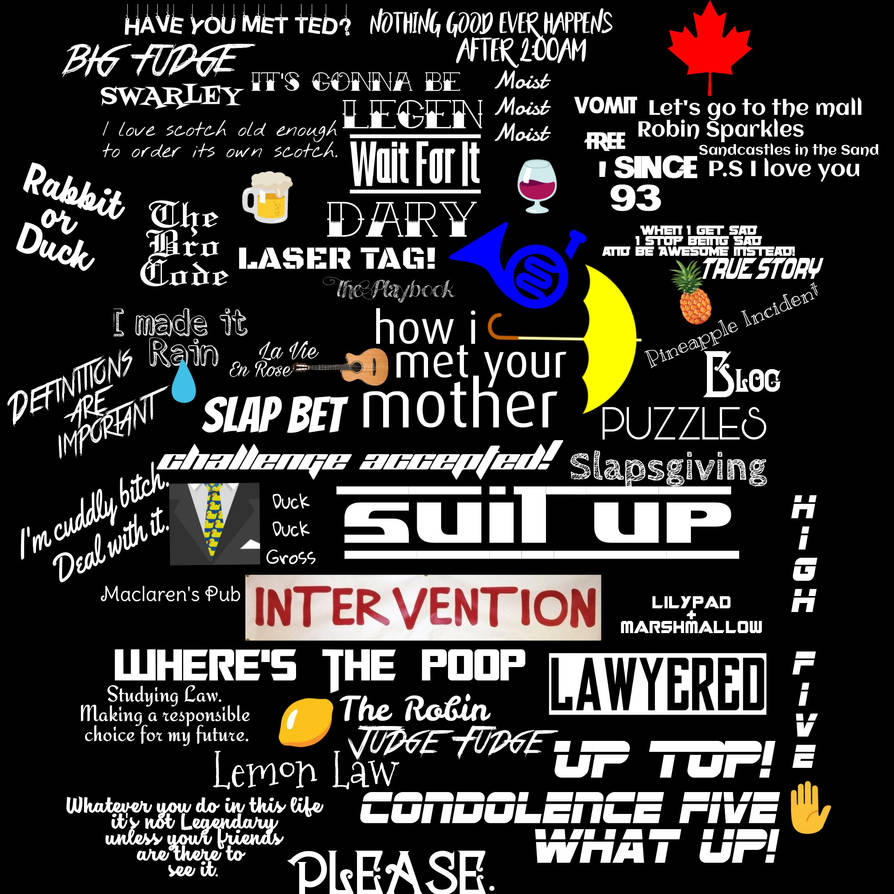 HAVE YOU MET TED?
NOTHING GOOD EVER HAPPENS
AFTER 2:00AM
BIG FUDGE
SWARLEY
IT'S GONNA BE
LEGEN
Wait For It
DARY
Moist
Moist
Moist
I love scotch old enough
to order its own scotch.
VOMIT
FREE
SINCE
93
Let's go to the mall
Robin Sparkles
Sandcastles in the Sand
P.S I love you
Rabbit
or
Duck
The
Bro
Code
LASER TAG!
The Playbook
WHEN I GET SAD
I STOP BEING SAD
AND BE AWESOME INSTEAD!
TRUE STORY
Pineapple Incident
I made it
Rain
La Vie
En Rose
how i
met your
mother
BLOG
DEFINITIONS
ARE
IMPORTANT
SLAP BET
PUZZLES
challenge accepted!
Slapsgiving
I'm cuddly bitch.
Deal with it.
Duck
Duck
Gross
SUIT UP
HIGH
FIVE
Maclaren's Pub
INTERVENTION
LILYPAD
+
MARSHMALLOW
WHERE'S THE POOP
LAWYERED
Studying Law.
Making a responsible
choice for my future.
The Robin
JUDGE FUDGE
Lemon Law
UP TOP!
CONDOLENCE FIVE
WHAT UP!
Whatever you do in this life
it's not Legendary
unless your friends
are there to
see it.
PLEASE.